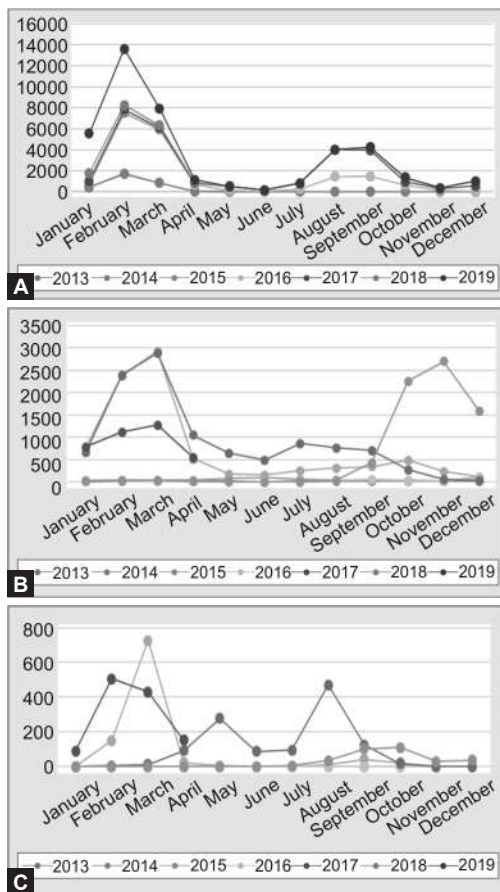 16000
14000
12000
10000
8000
6000
4000
2000
0
January February March April May June July August September October November December
A
2013 2014 2015 2016 2017 2018 2019
3500
3000
2500
2000
1500
1000
500
0
January February March April May June July August September October November December
B
2013 2014 2015 2016 2017 2018 2019
800
600
400
200
0
January February March April May June July August September October November December
C
2013 2014 2015 2016 2017 2018 2019